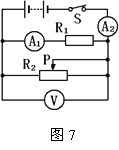 S
A₂
A₁ R₁
R₂ P
V
图7